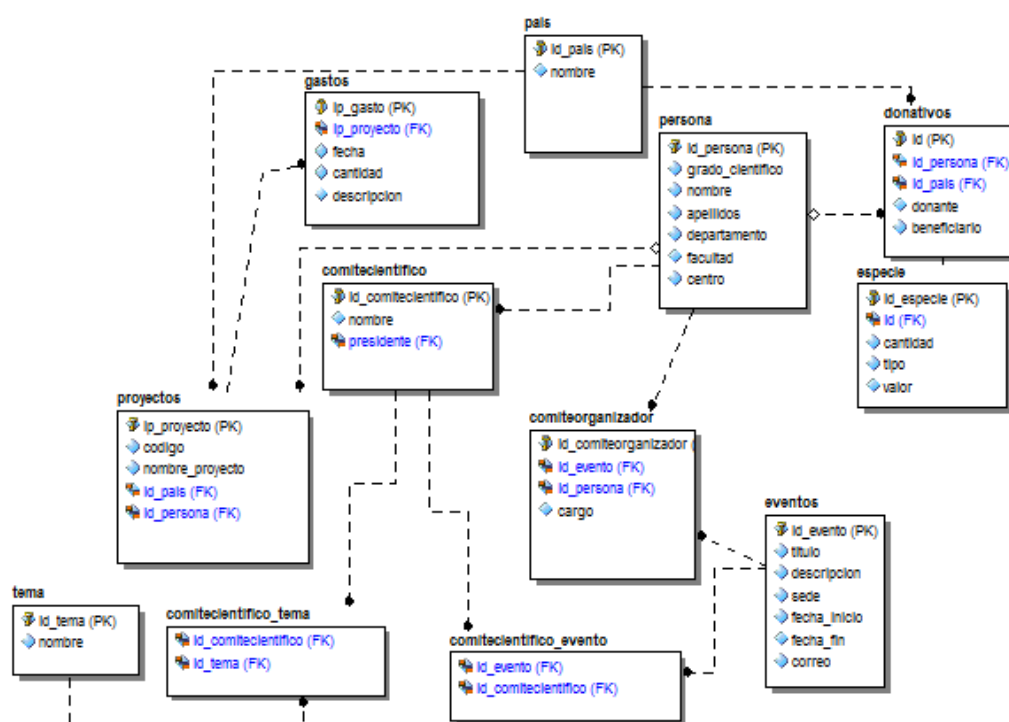 pais
Id_pais (PK)
nombre
gastos
Ip_gasto (PK)
Ip_proyecto (FK)
fecha
cantidad
descripcion
persona
Id_persona (PK)
grado_cientifico
nombre
apellidos
departamento
facultad
centro
donativos
Id (PK)
Id_persona (FK)
Id_pais (FK)
donante
beneficiario
comitecientifico
Id_comitecientifico (PK)
nombre
presidente (FK)
especie
Id_especie (PK)
Id (FK)
cantidad
tipo
valor
proyectos
Ip_proyecto (PK)
codigo
nombre_proyecto
Id_pais (FK)
Id_persona (FK)
comiteorganizador
Id_comiteorganizador (
Id_evento (FK)
Id_persona (FK)
cargo
eventos
Id_evento (PK)
titulo
descripcion
sede
fecha_inicio
fecha_fin
correo
tema
Id_tema (PK)
nombre
comitecientifico_tema
Id_comitecientifico (FK)
Id_tema (FK)
comitecientifico_evento
Id_evento (FK)
Id_comitecientifico (FK)